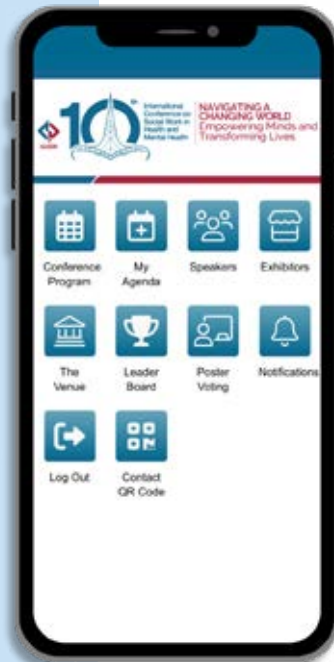 10th
International
Conference on
Social Work in
Health and
Mental Health
NAVIGATING A
CHANGING WORLD
Empowering Minds and
Transforming Lives
Conference
Program
My
Agenda
Speakers
Exhibitors
The
Venue
Leader
Board
Poster
Voting
Notifications
Log Out
Contact
QR Code